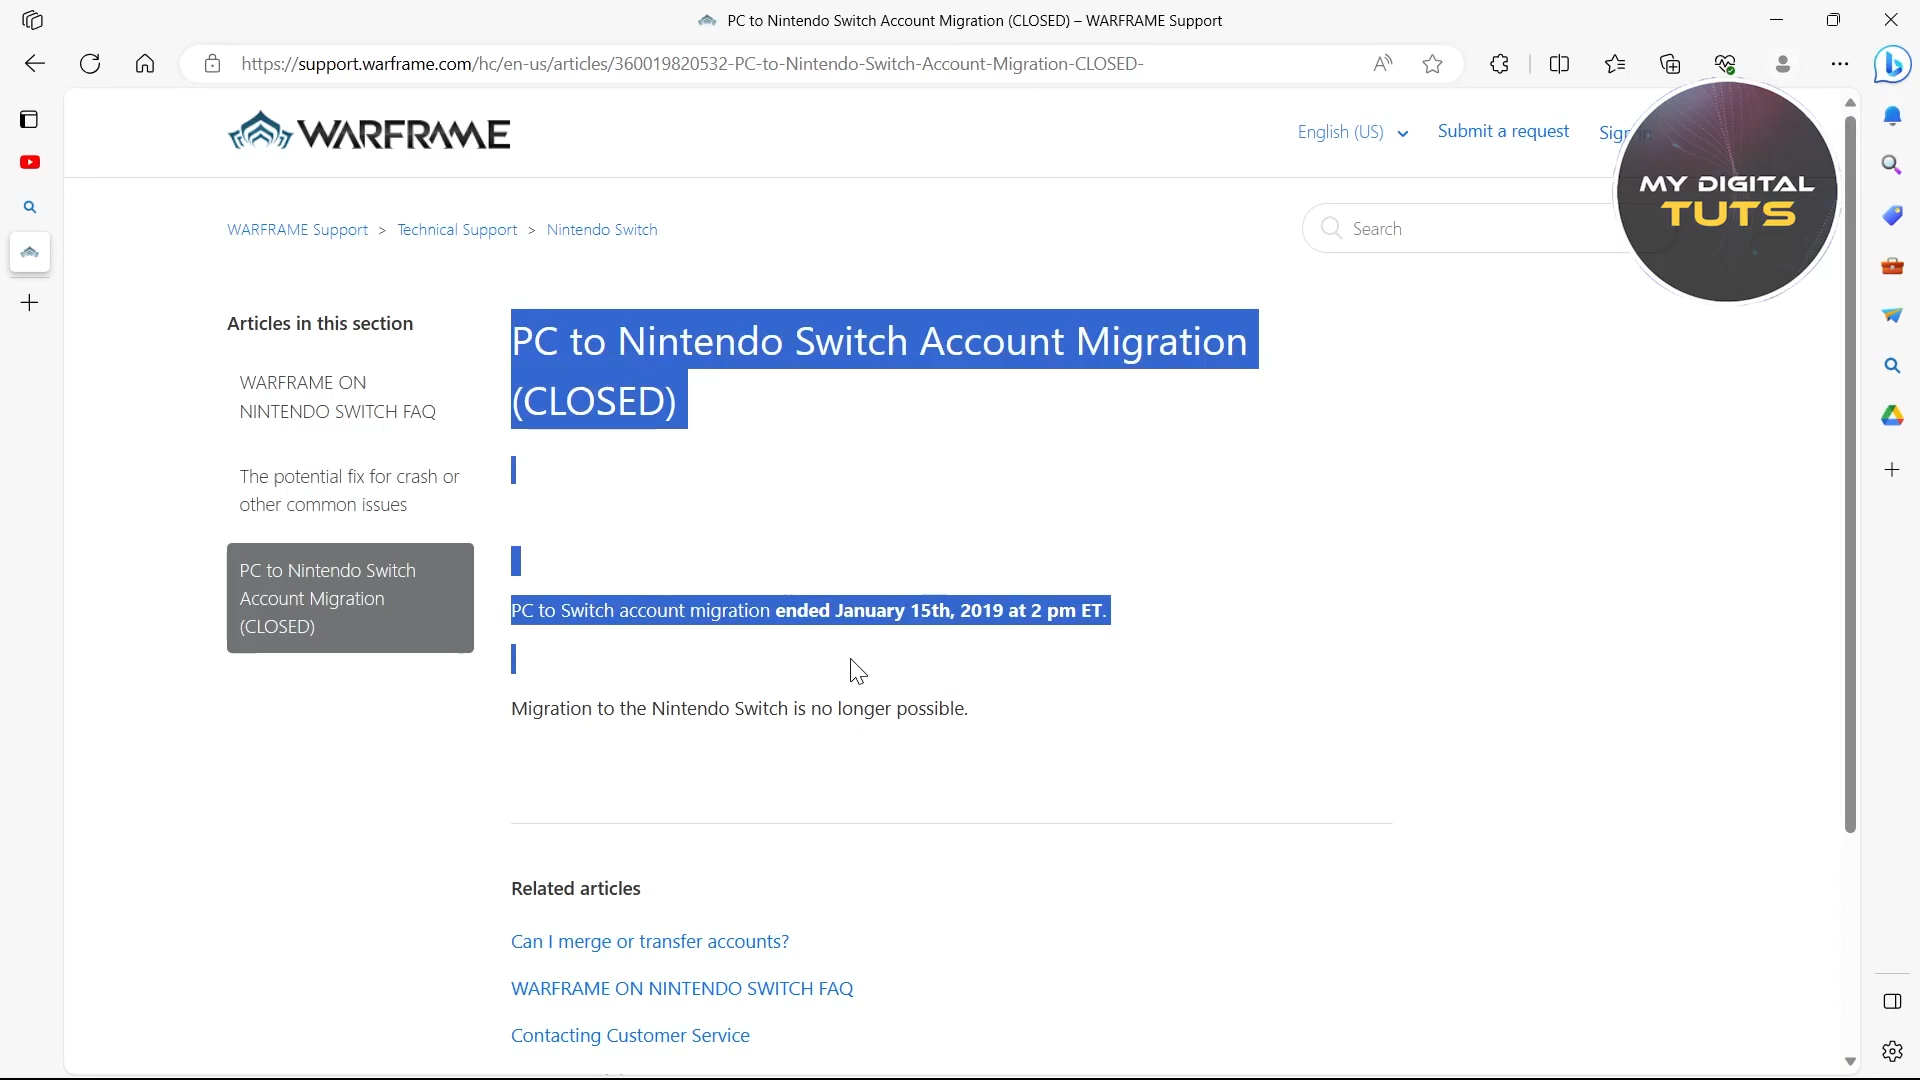 PC to Nintendo Switch Account Migration (CLOSED) – WARFRAME Support
https://support.warframe.com/hc/en-us/articles/360019820532-PC-to-Nintendo-Switch-Account-Migration-CLOSED-
WARFRAME
English (US)
Submit a request
MY DIGITAL
TUTS
WARFRAME Support > Technical Support > Nintendo Switch
Search
Articles in this section
WARFRAME ON
NINTENDO SWITCH FAQ
The potential fix for crash or
other common issues
PC to Nintendo Switch
Account Migration
(CLOSED)
PC to Nintendo Switch Account Migration
(CLOSED)
PC to Switch account migration ended January 15th, 2019 at 2 pm ET.
Migration to the Nintendo Switch is no longer possible.
Related articles
Can I merge or transfer accounts?
WARFRAME ON NINTENDO SWITCH FAQ
Contacting Customer Service